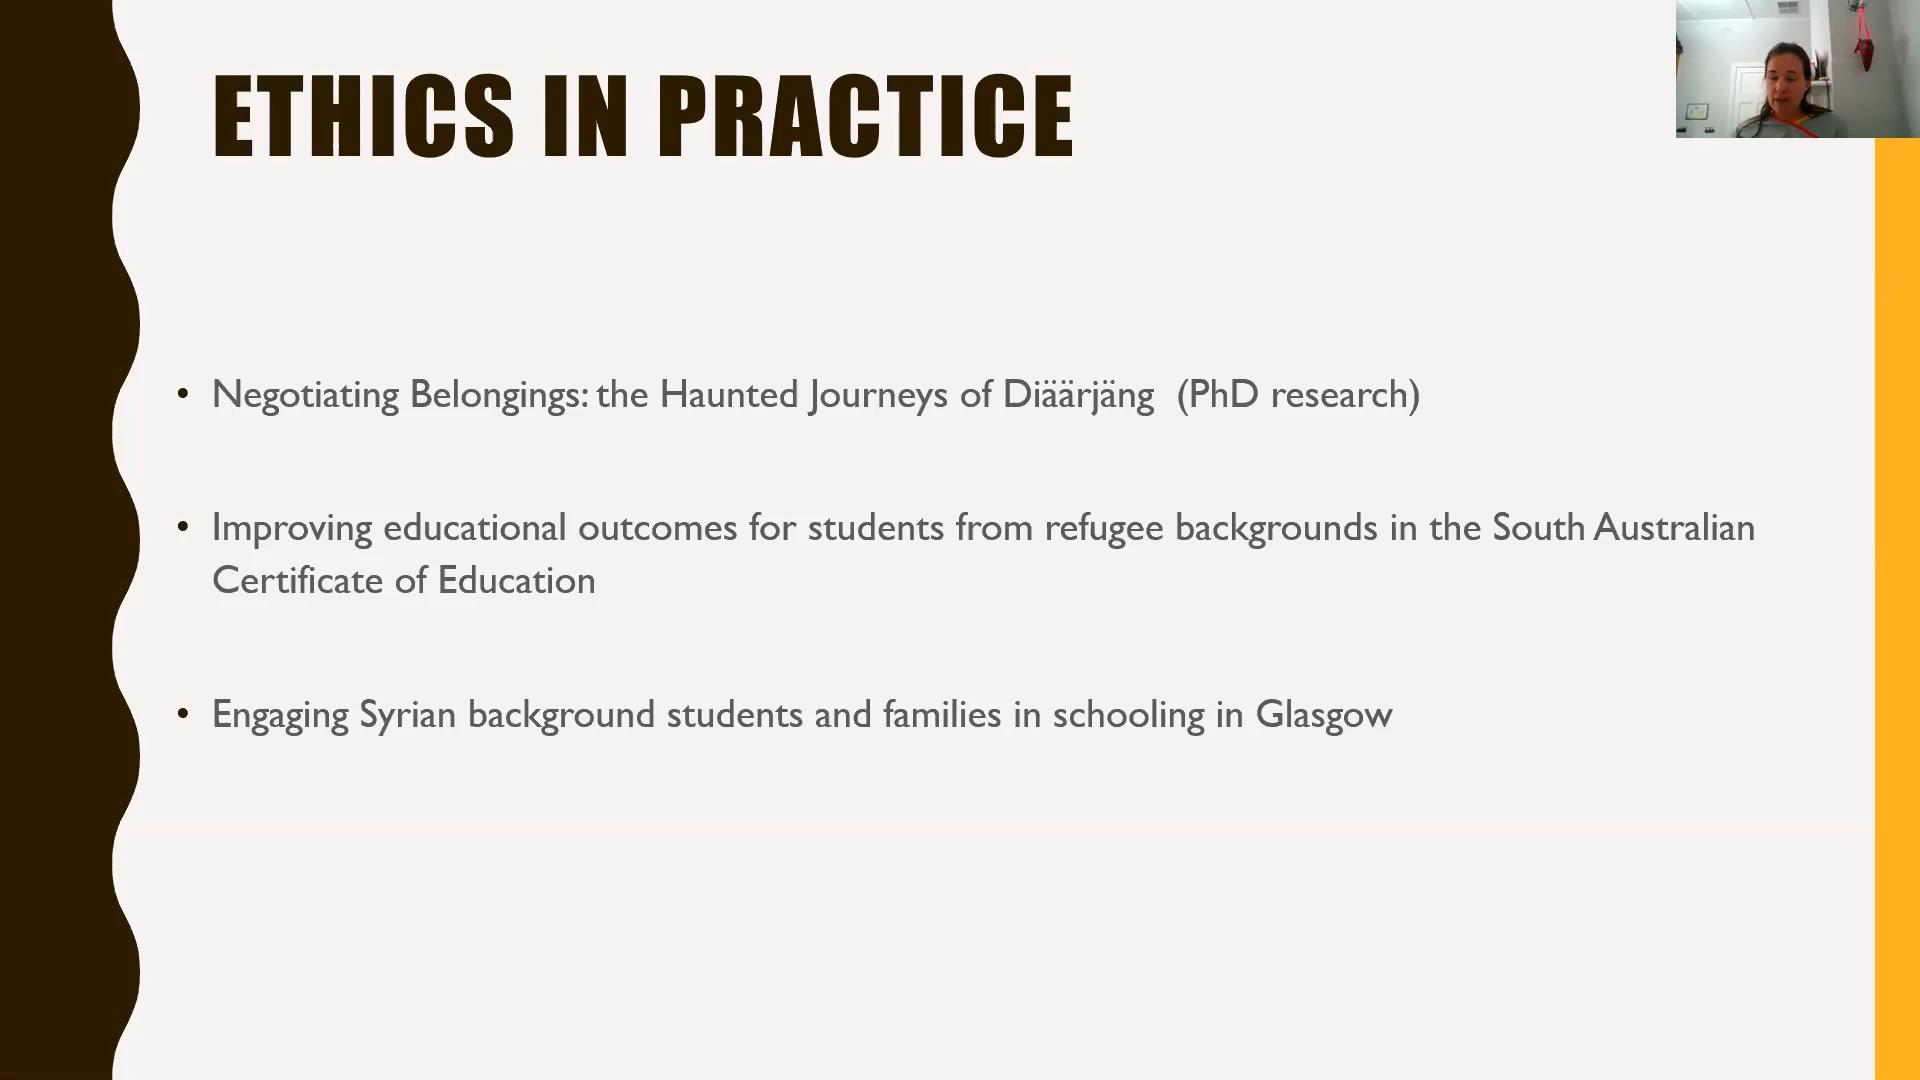 ETHICS IN PRACTICE
• Negotiating Belongings: the Haunted Journeys of Diäärjäng (PhD research)
• Improving educational outcomes for students from refugee backgrounds in the South Australian
Certificate of Education
• Engaging Syrian background students and families in schooling in Glasgow